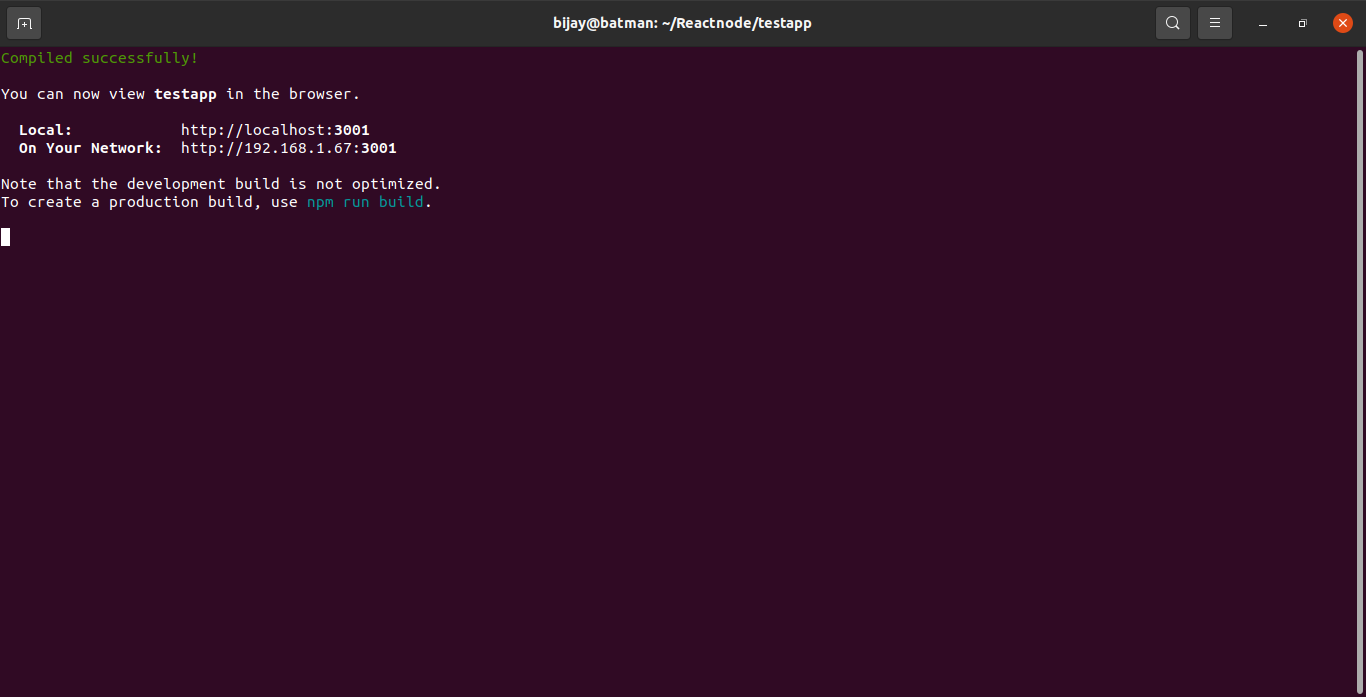 bijay@batman: ~/Reactnode/testapp
Compiled successfully!
You can now view testapp in the browser.
Local: http://localhost:3001
On Your Network: http://192.168.1.67:3001
Note that the development build is not optimized.
To create a production build, use npm run build.